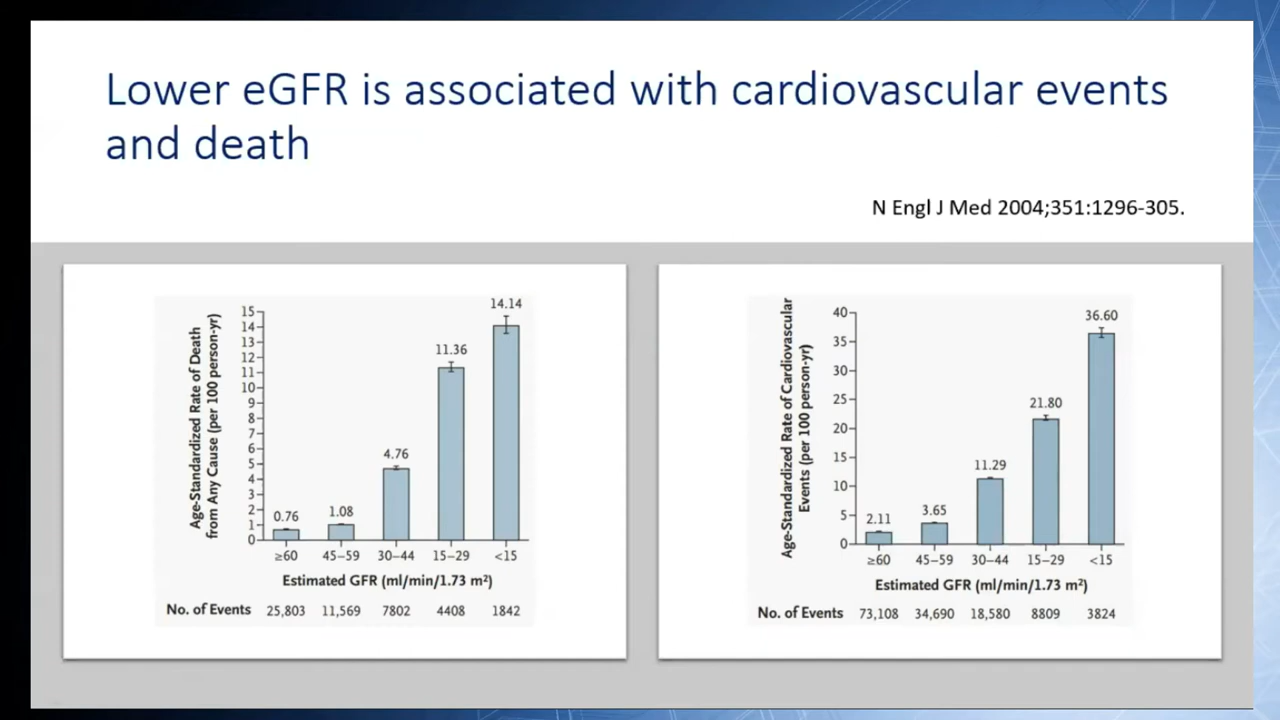 Lower eGFR is associated with cardiovascular events
and death
N Engl J Med 2004;351:1296-305.
Age-Standardized Rate of Death
from Any Cause (per 100 person-yr)
15
14
13
12
11
10
9
8
7
6
5
4
3
2
1
0
0.76
1.08
4.76
11.36
14.14
≥60 45–59 30–44 15–29 <15
Estimated GFR (ml/min/1.73 m²)
No. of Events 25,803 11,569 7802 4408 1842
Age-Standardized Rate of Cardiovascular
Events (per 100 person-yr)
40
35
30
25
20
15
10
5
0
2.11
3.65
11.29
21.80
36.60
≥60 45–59 30–44 15–29 <15
Estimated GFR (ml/min/1.73 m²)
No. of Events 73,108 34,690 18,580 8809 3824